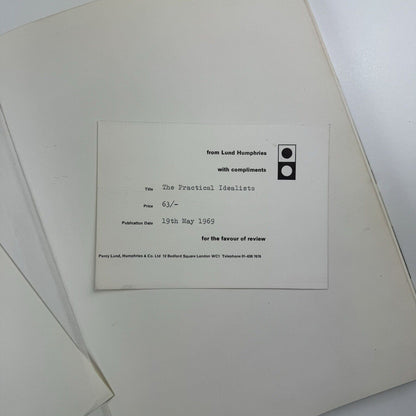 from Lund Humphries
with compliments
Title The Practical Idealists
Price 63/-
Publication Date 19th May 1969
for the favour of review
Percy Lund, Humphries & Co. Ltd 12 Bedford Square London WC1 Telephone 01-636 7676